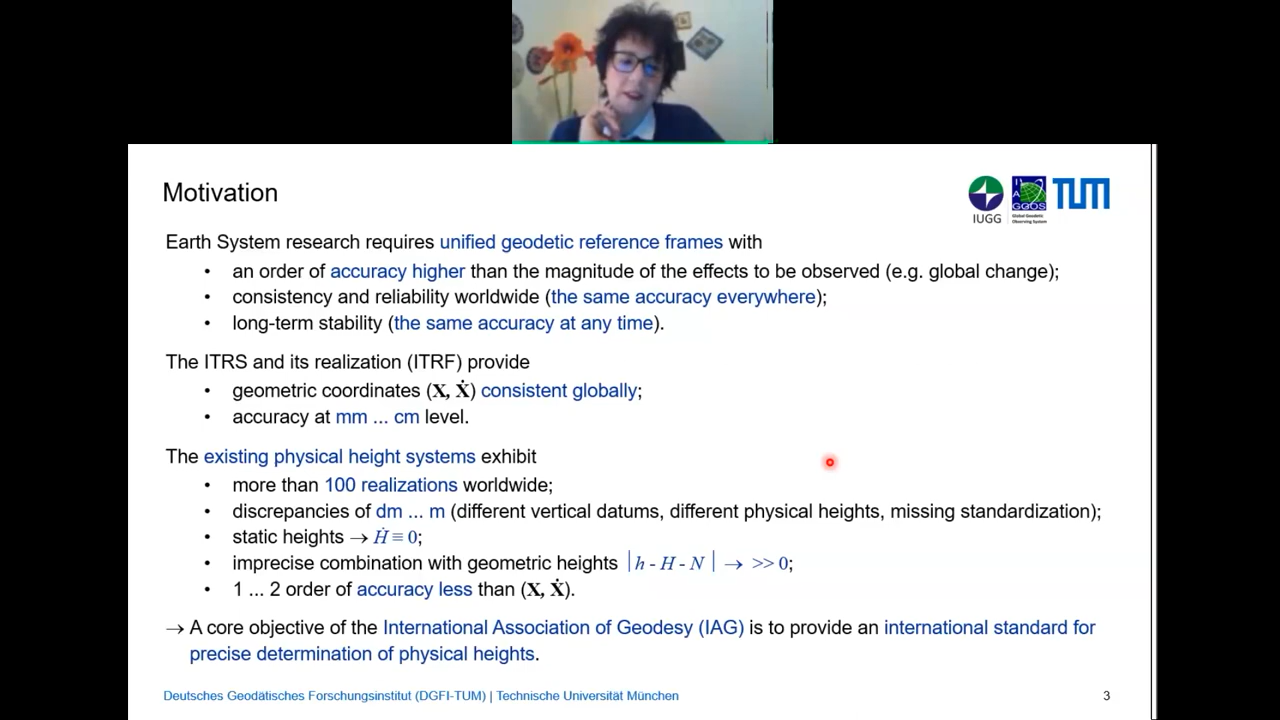 Motivation
IUGG
IAG
GGOS
Global Geodetic
Observing System
TUM
Earth System research requires unified geodetic reference frames with
• an order of accuracy higher than the magnitude of the effects to be observed (e.g. global change);
• consistency and reliability worldwide (the same accuracy everywhere);
• long-term stability (the same accuracy at any time).
The ITRS and its realization (ITRF) provide
• geometric coordinates (X, Ẋ) consistent globally;
• accuracy at mm ... cm level.
The existing physical height systems exhibit
• more than 100 realizations worldwide;
• discrepancies of dm ... m (different vertical datums, different physical heights, missing standardization);
• static heights → Ḣ ≡ 0;
• imprecise combination with geometric heights |h - H - N| → >> 0;
• 1 ... 2 order of accuracy less than (X, Ẋ).
→ A core objective of the International Association of Geodesy (IAG) is to provide an international standard for
precise determination of physical heights.
Deutsches Geodätisches Forschungsinstitut (DGFI-TUM) | Technische Universität München
3